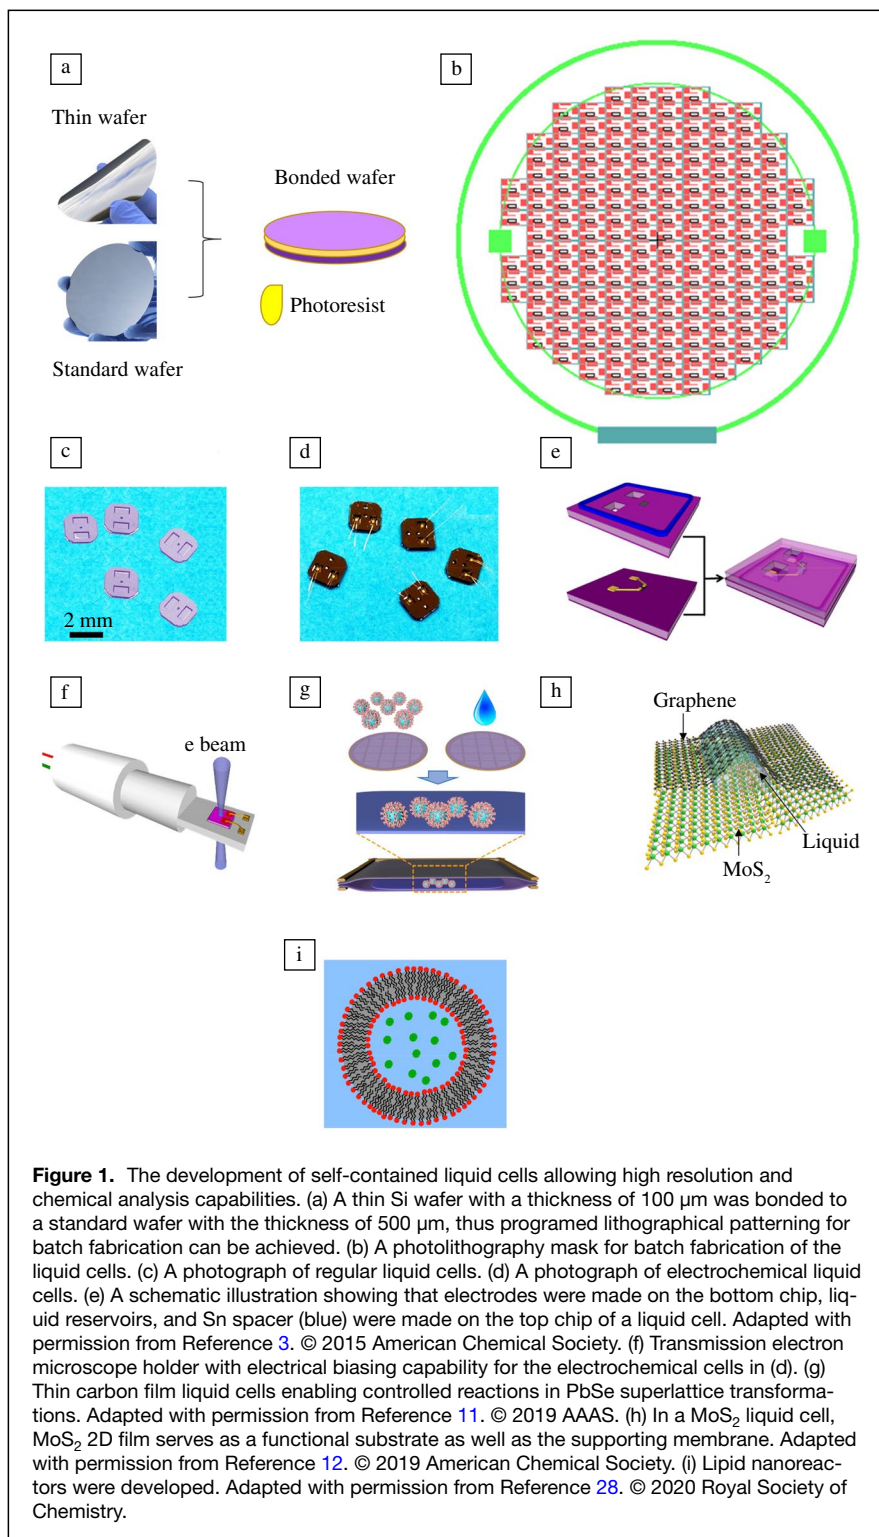 a
b
Thin wafer
Bonded wafer
Photoresist
Standard wafer
c
d
e
2 mm
f
g
h
e beam
Graphene
Liquid
MoS2
i
Figure 1. The development of self-contained liquid cells allowing high resolution and
chemical analysis capabilities. (a) A thin Si wafer with a thickness of 100 µm was bonded to
a standard wafer with the thickness of 500 µm, thus programed lithographical patterning for
batch fabrication can be achieved. (b) A photolithography mask for batch fabrication of the
liquid cells. (c) A photograph of regular liquid cells. (d) A photograph of electrochemical liquid
cells. (e) A schematic illustration showing that electrodes were made on the bottom chip, liq-
uid reservoirs, and Sn spacer (blue) were made on the top chip of a liquid cell. Adapted with
permission from Reference 3. © 2015 American Chemical Society. (f) Transmission electron
microscope holder with electrical biasing capability for the electrochemical cells in (d). (g)
Thin carbon film liquid cells enabling controlled reactions in PbSe superlattice transforma-
tions. Adapted with permission from Reference 11. © 2019 AAAS. (h) In a MoS2 liquid cell,
MoS2 2D film serves as a functional substrate as well as the supporting membrane. Adapted
with permission from Reference 12. © 2019 American Chemical Society. (i) Lipid nanoreac-
tors were developed. Adapted with permission from Reference 28. © 2020 Royal Society of
Chemistry.